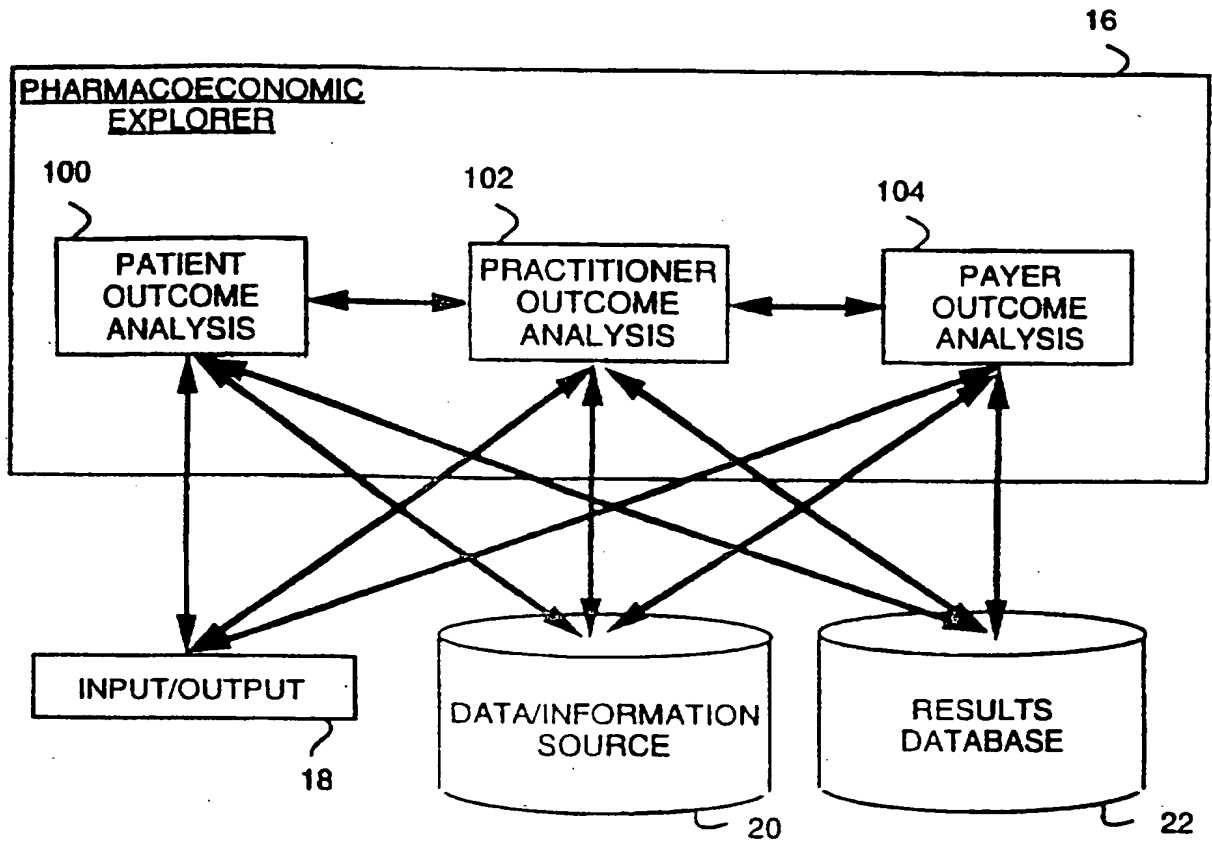 16
PHARMACOECONOMIC
EXPLORER
100
102
104
PATIENT
OUTCOME
ANALYSIS
PRACTITIONER
OUTCOME
ANALYSIS
PAYER
OUTCOME
ANALYSIS
INPUT/OUTPUT
DATA/INFORMATION
SOURCE
RESULTS
DATABASE
18
20
22